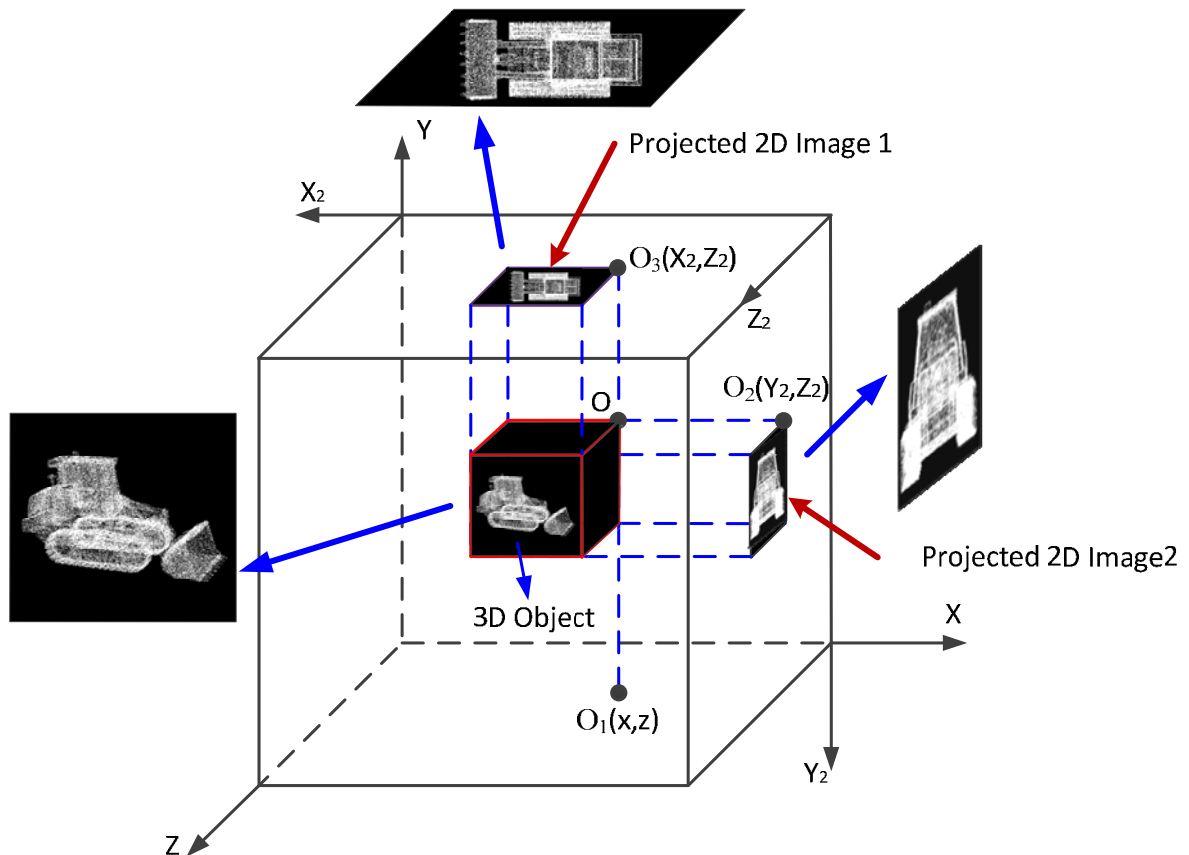 Y
Projected 2D Image 1
X₂
O₃(X₂,Z₂)
Z₂
O₂(Y₂,Z₂)
O
Projected 2D Image2
3D Object
X
O₁(x,z)
Y₂
Z